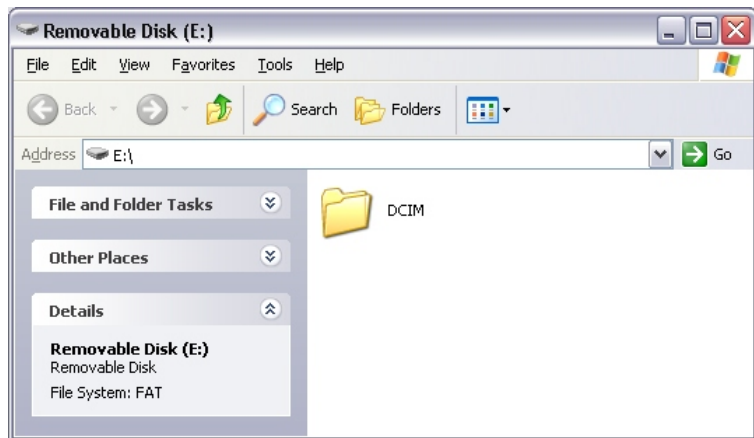 Removable Disk (E:)
File Edit View Favorites Tools Help
Back Search Folders
Address E:\ Go
File and Folder Tasks
DCIM
Other Places
Details
Removable Disk (E:)
Removable Disk
File System: FAT